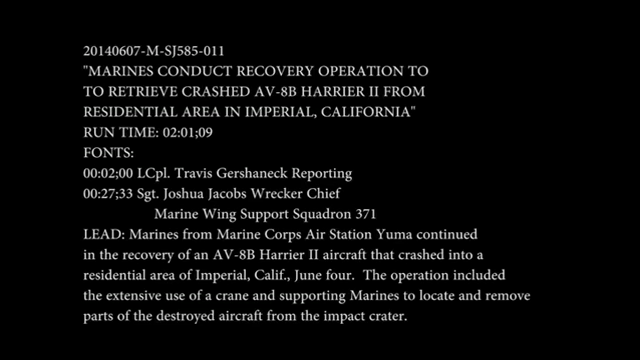 20140607-M-SJ585-011
"MARINES CONDUCT RECOVERY OPERATION TO
TO RETRIEVE CRASHED AV-8B HARRIER II FROM
RESIDENTIAL AREA IN IMPERIAL, CALIFORNIA"
RUN TIME: 02:01;09
FONTS:
00:02;00 LCpl. Travis Gershaneck Reporting
00:27;33 Sgt. Joshua Jacobs Wrecker Chief
Marine Wing Support Squadron 371
LEAD: Marines from Marine Corps Air Station Yuma continued
in the recovery of an AV-8B Harrier II aircraft that crashed into a
residential area of Imperial, Calif., June four.  The operation included
the extensive use of a crane and supporting Marines to locate and remove
parts of the destroyed aircraft from the impact crater.